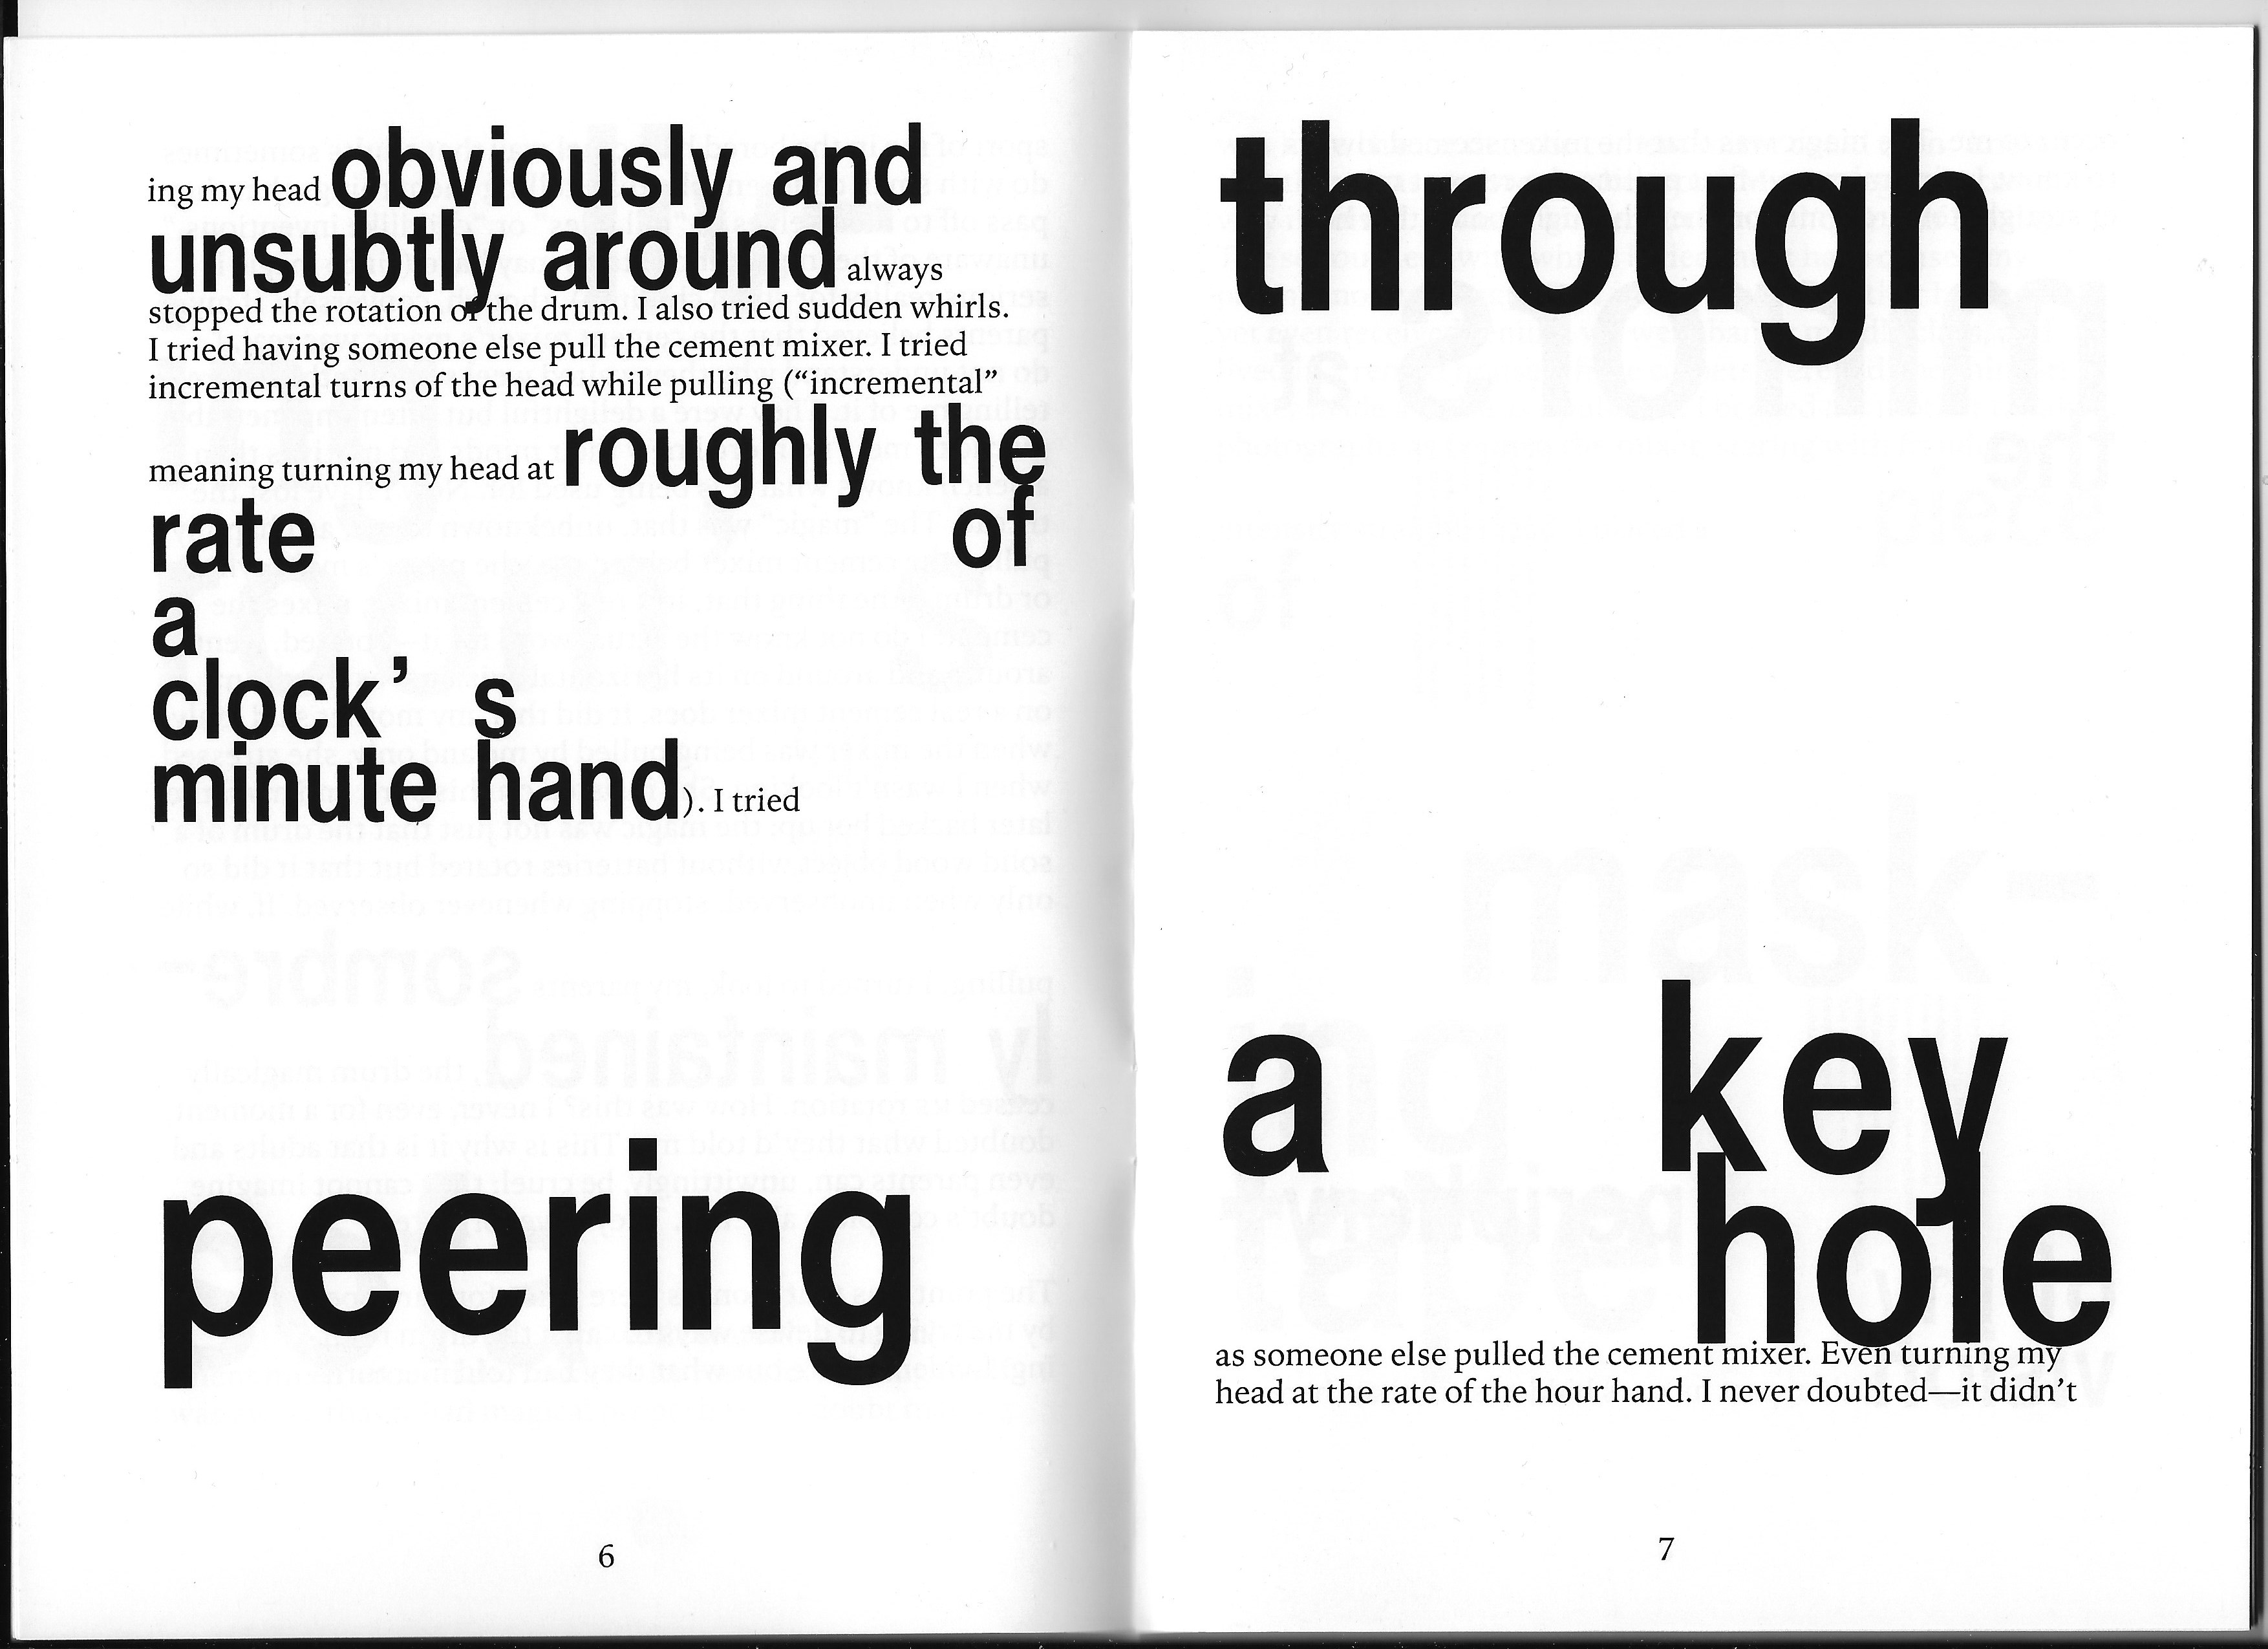 ing my head obviously and
unsubtly around always
stopped the rotation of the drum. I also tried sudden whirls.
I tried having someone else pull the cement mixer. I tried
incremental turns of the head while pulling (“incremental”
meaning turning my head at roughly the
rate of
a
clock’ s
minute hand). I tried
peering
6
through
a key
hole
as someone else pulled the cement mixer. Even turning my
head at the rate of the hour hand. I never doubted—it didn’t
7